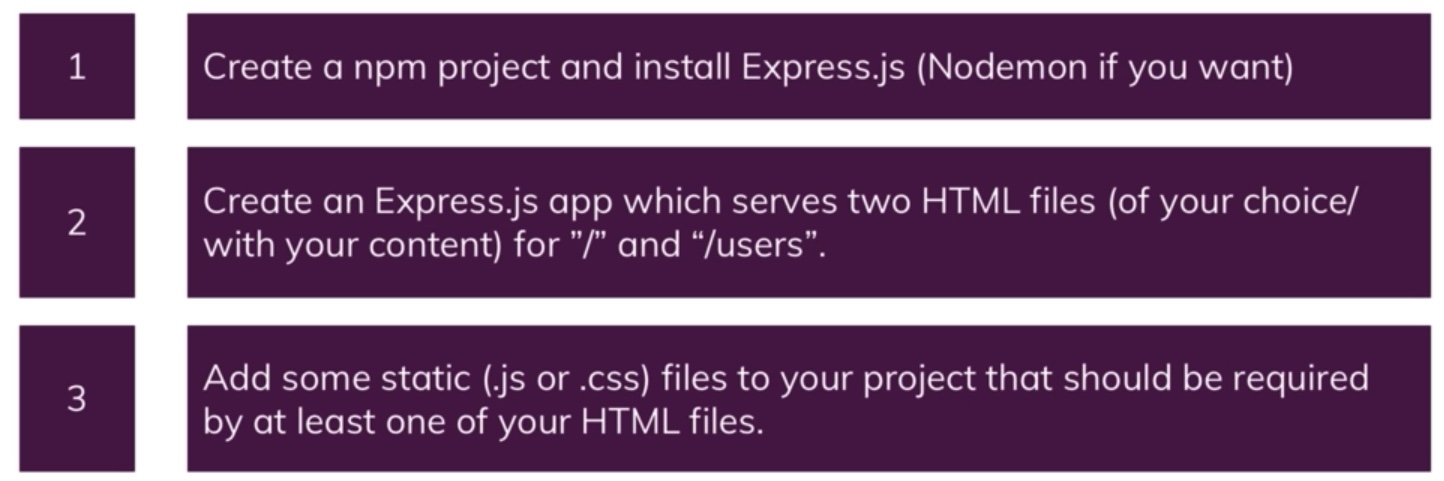 1
Create a npm project and install Express.js (Nodemon if you want)
2
Create an Express.js app which serves two HTML files (of your choice/
with your content) for ”/” and “/users”.
3
Add some static (.js or .css) files to your project that should be required
by at least one of your HTML files.